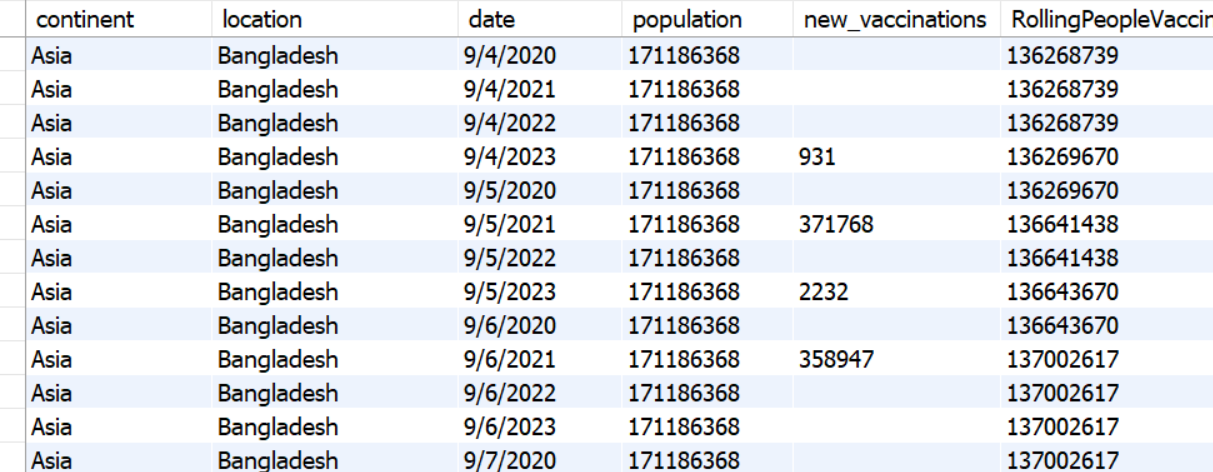 continent location date population new_vaccinations RollingPeopleVaccin
Asia Bangladesh 9/4/2020 171186368 136268739
Asia Bangladesh 9/4/2021 171186368 136268739
Asia Bangladesh 9/4/2022 171186368 136268739
Asia Bangladesh 9/4/2023 171186368 931 136269670
Asia Bangladesh 9/5/2020 171186368 136269670
Asia Bangladesh 9/5/2021 171186368 371768 136641438
Asia Bangladesh 9/5/2022 171186368 136641438
Asia Bangladesh 9/5/2023 171186368 2232 136643670
Asia Bangladesh 9/6/2020 171186368 136643670
Asia Bangladesh 9/6/2021 171186368 358947 137002617
Asia Bangladesh 9/6/2022 171186368 137002617
Asia Bangladesh 9/6/2023 171186368 137002617
Asia Bangladesh 9/7/2020 171186368 137002617